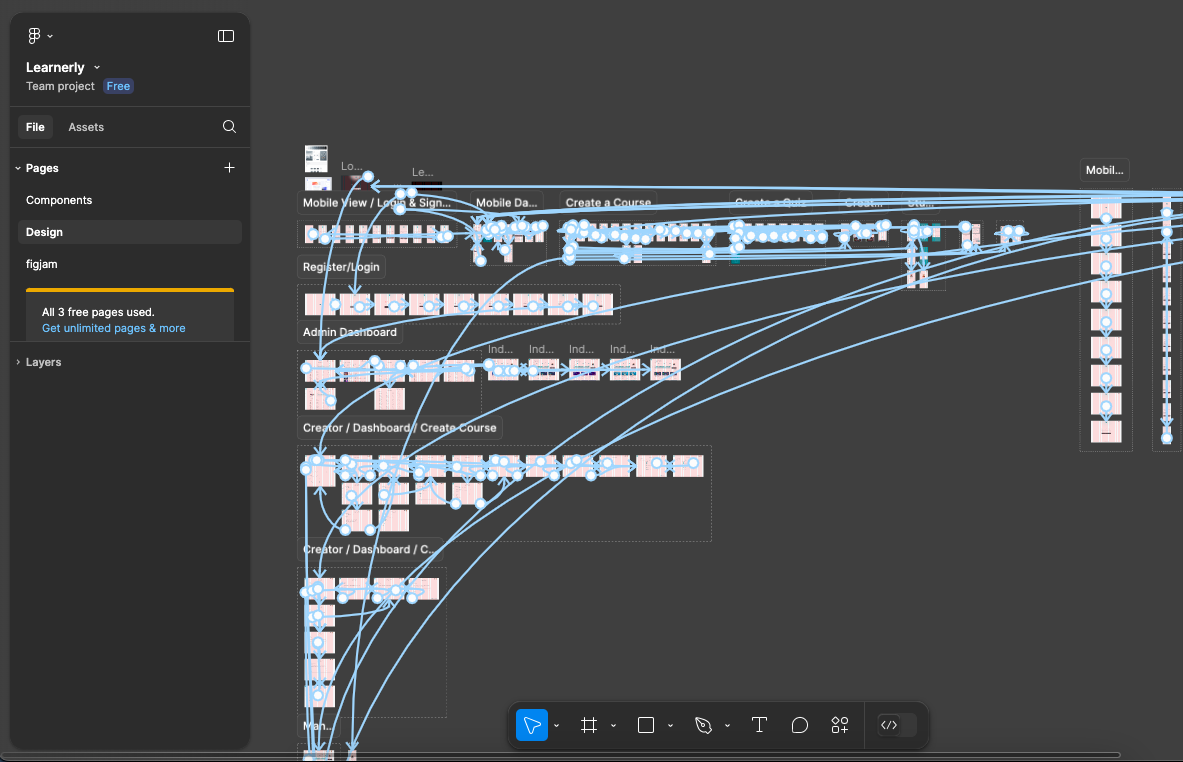 Learnerly
Team project Free
File Assets
Pages
Components
Design
figjam
All 3 free pages used.
Get unlimited pages & more
Layers
Lo...
Le...
Mobil...
Mobile View / Login & Sign...
Mobile Da...
Create a Course
Create a Quiz
Creat...
Register/Login
Admin Dashboard
Ind...
Ind...
Ind...
Ind...
Ind...
Creator / Dashboard / Create Course
Creator / Dashboard / C...
Man...